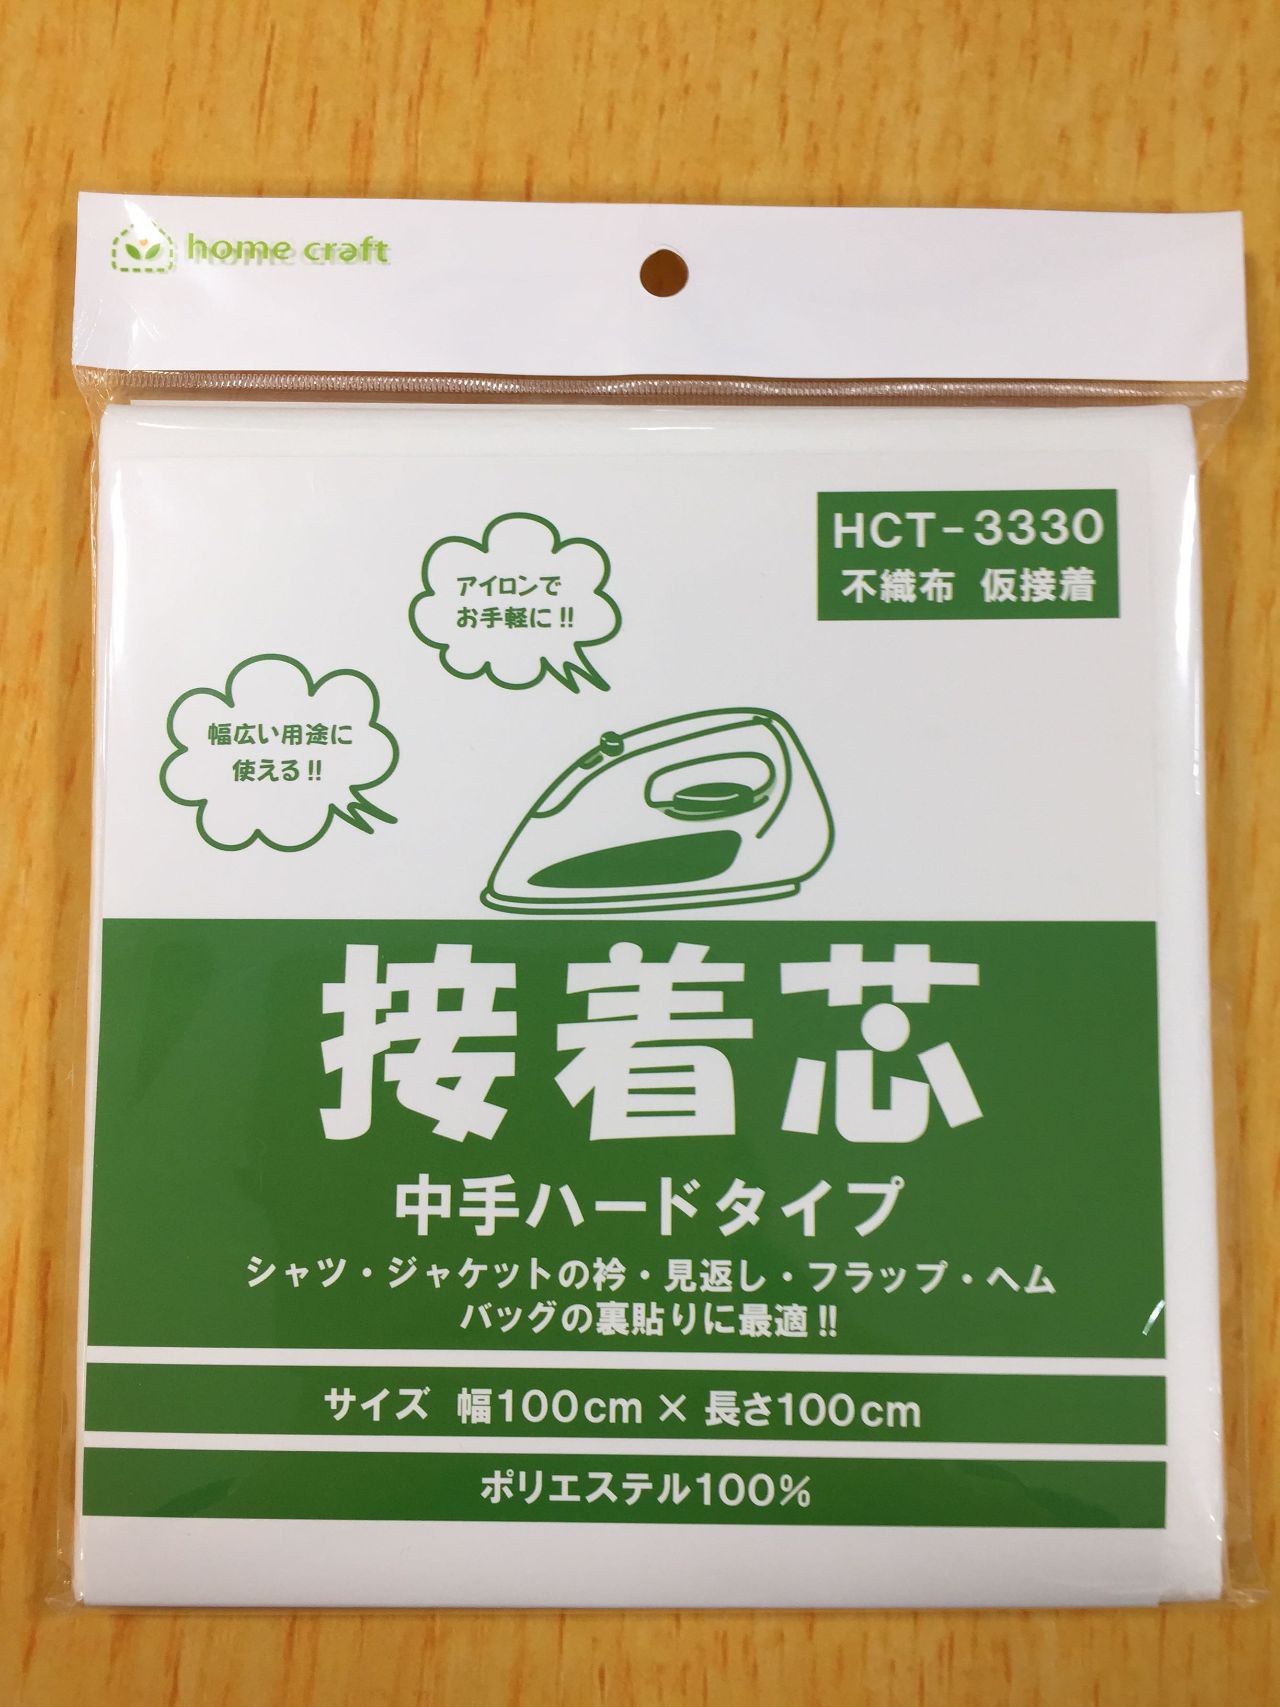 home craft
HCT-3330
不織布 仮接着
アイロンで
お手軽に!!
幅広い用途に
使える!!
接着芯
中手ハードタイプ
シャツ・ジャケットの衿・見返し・フラップ・ヘム
バッグの裏貼りに最適!!
サイズ 幅100cm × 長さ100cm
ポリエステル100%